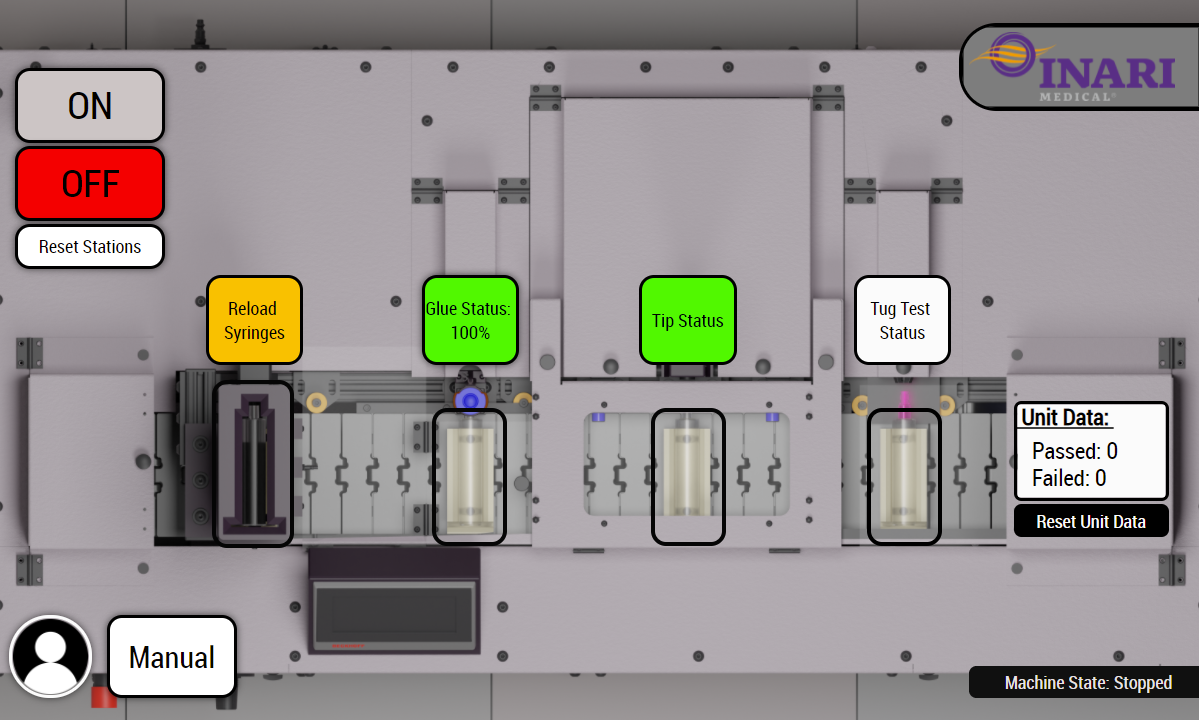 ON
OFF
Reset Stations
INARI
MEDICAL®
Reload
Syringes
Glue Status:
100%
Tip Status
Tug Test
Status
Unit Data:
Passed: 0
Failed: 0
Reset Unit Data
Manual
Machine State: Stopped